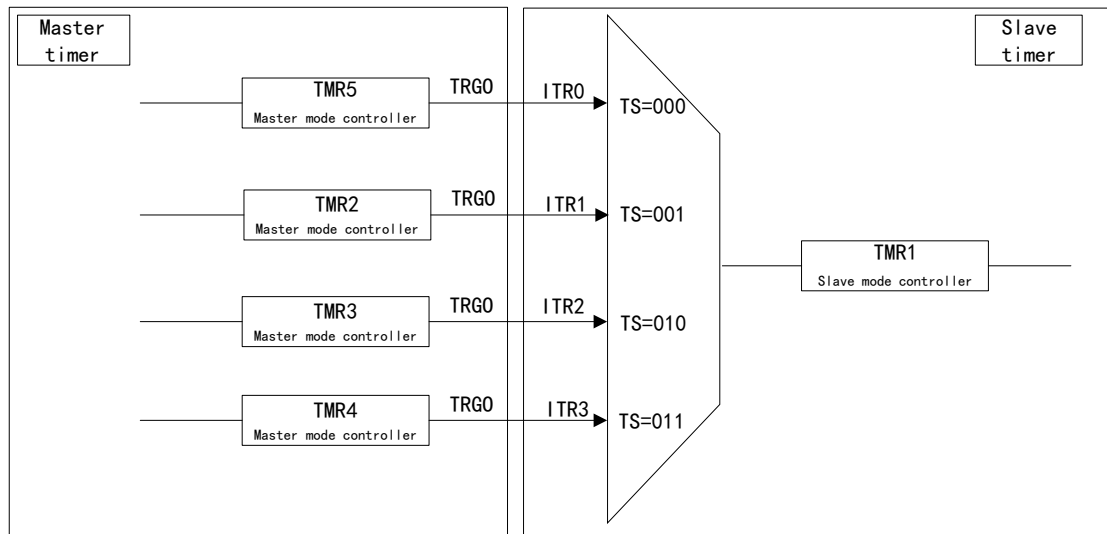 Master
timer
Slave
timer
TMR5
Master mode controller
TRGO
ITR0
TS=000
TMR2
Master mode controller
TRGO
ITR1
TS=001
TMR1
Slave mode controller
TMR3
Master mode controller
TRGO
ITR2
TS=010
TMR4
Master mode controller
TRGO
ITR3
TS=011